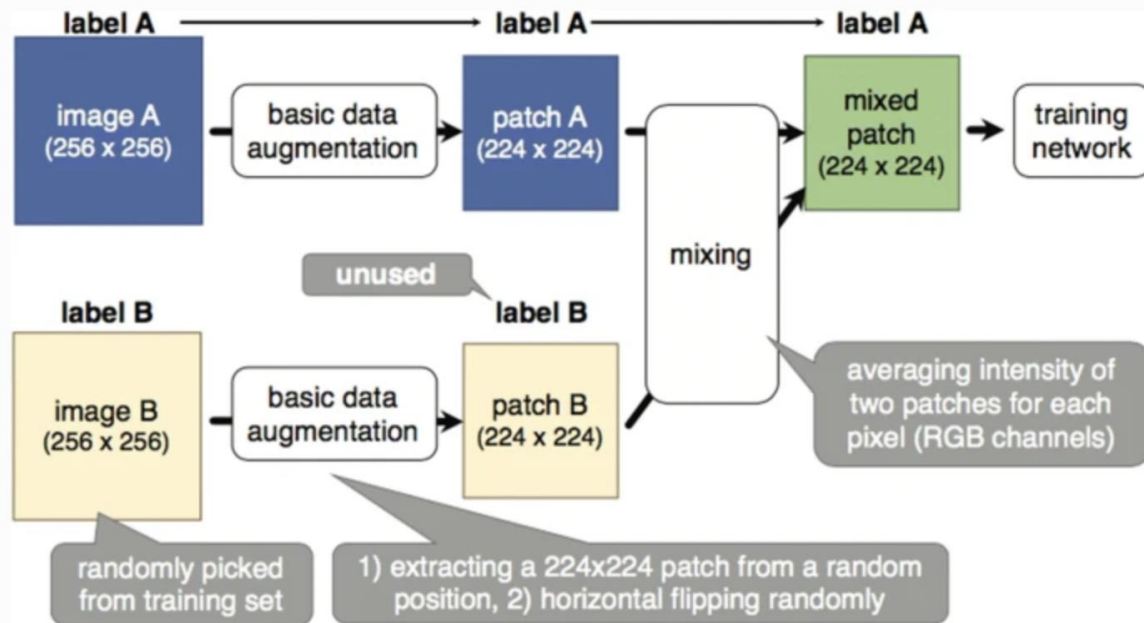 label A
label A
label A
image A
(256 x 256)
basic data
augmentation
patch A
(224 x 224)
mixed
patch
(224 x 224)
training
network
mixing
unused
label B
label B
image B
(256 x 256)
basic data
augmentation
patch B
(224 x 224)
averaging intensity of
two patches for each
pixel (RGB channels)
randomly picked
from training set
1) extracting a 224x224 patch from a random
position, 2) horizontal flipping randomly